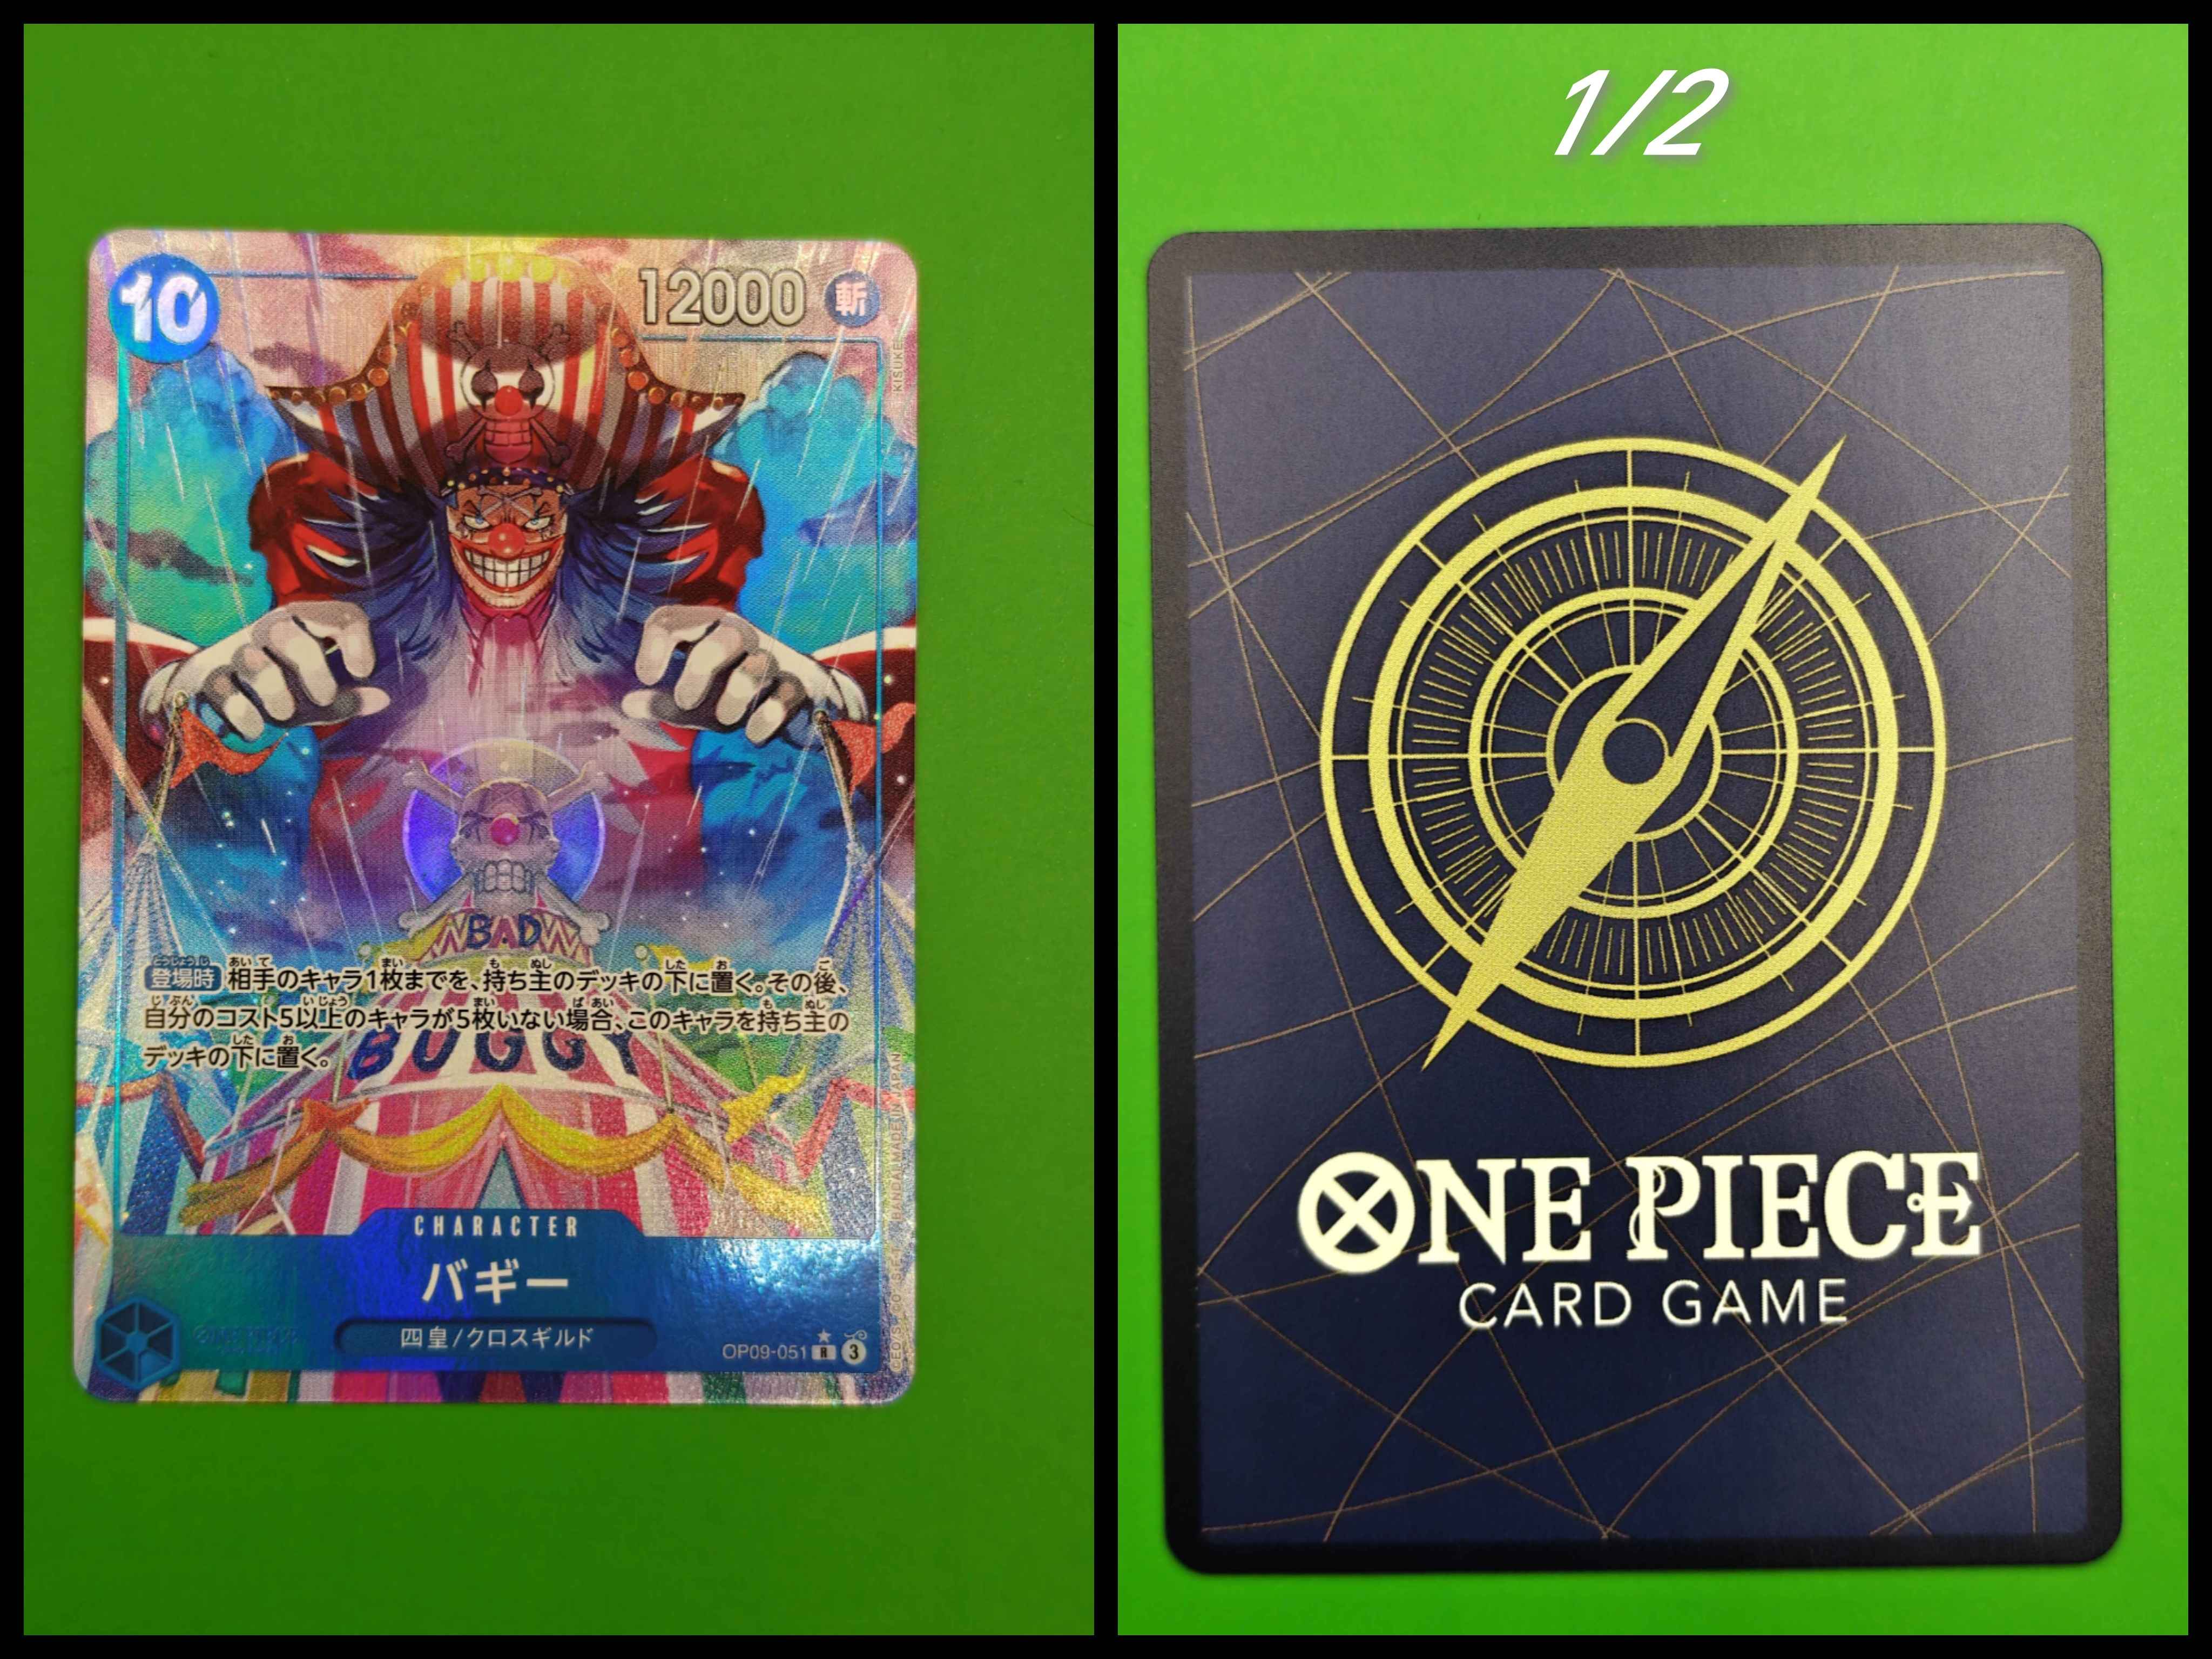 10
12000
斬
KISUKE
BAD
登場時 相手のキャラ1枚までを、持ち主のデッキの下に置く。その後、
自分のコスト5以上のキャラが5枚いない場合、このキャラを持ち主の
デッキの下に置く。
BUGGY
CHARACTER
バギー
四皇/クロスギルド
ONE PIECE
OP09-051 R 3
1/2
ONE PIECE
CARD GAME